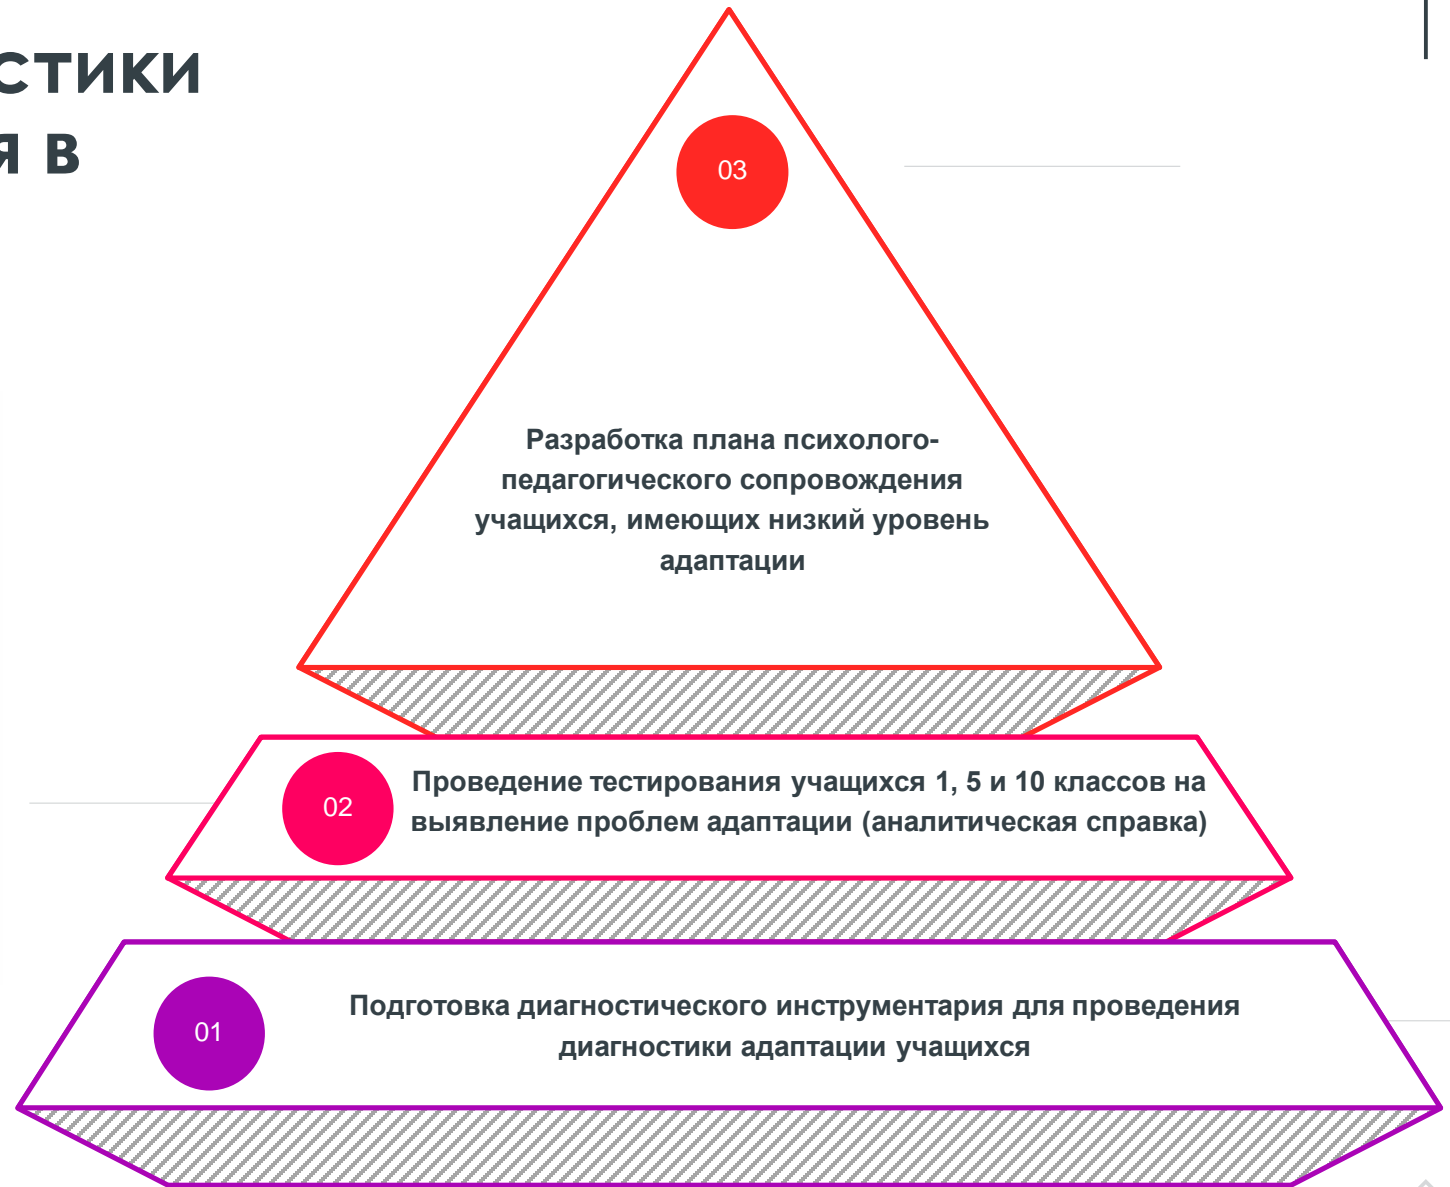 стики
я в
03
Разработка плана психолого-
педагогического сопровождения
учащихся, имеющих низкий уровень
адаптации
02
Проведение тестирования учащихся 1, 5 и 10 классов на
выявление проблем адаптации (аналитическая справка)
01
Подготовка диагностического инструментария для проведения
диагностики адаптации учащихся